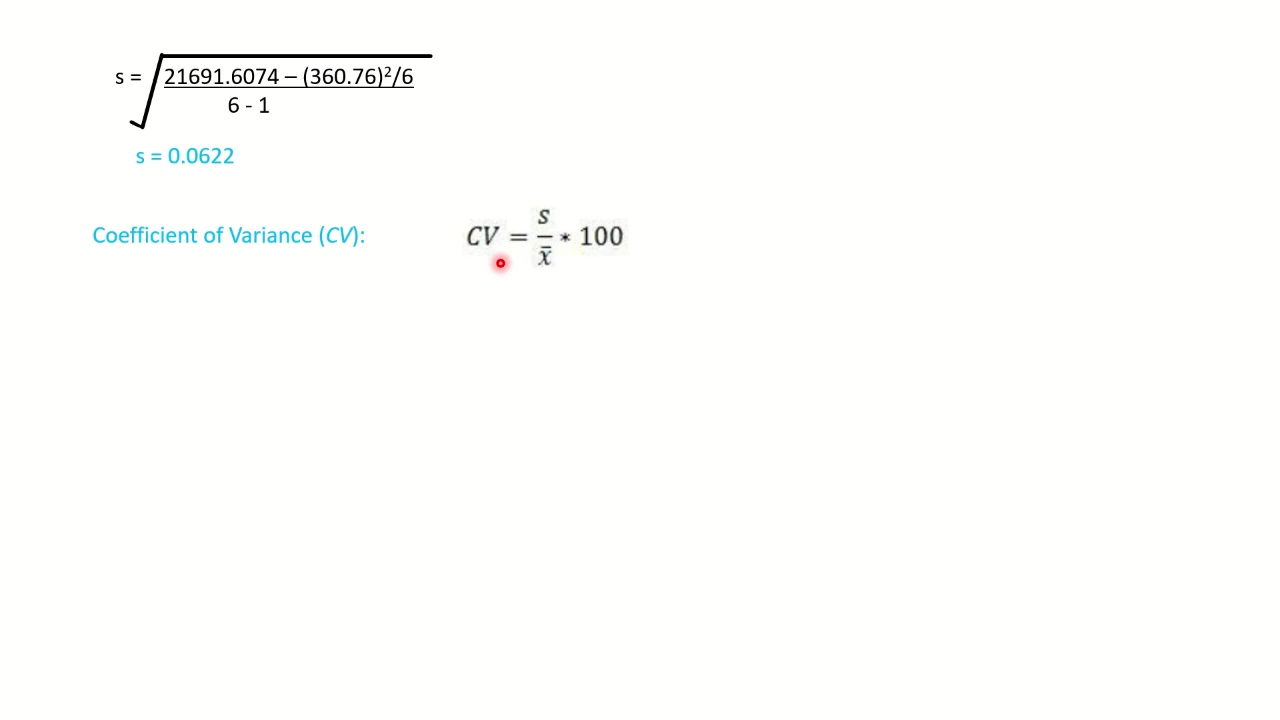 s = √ 21691.6074 – (360.76)²/6
6 - 1
s = 0.0622
Coefficient of Variance (CV): CV = s/x̄ * 100